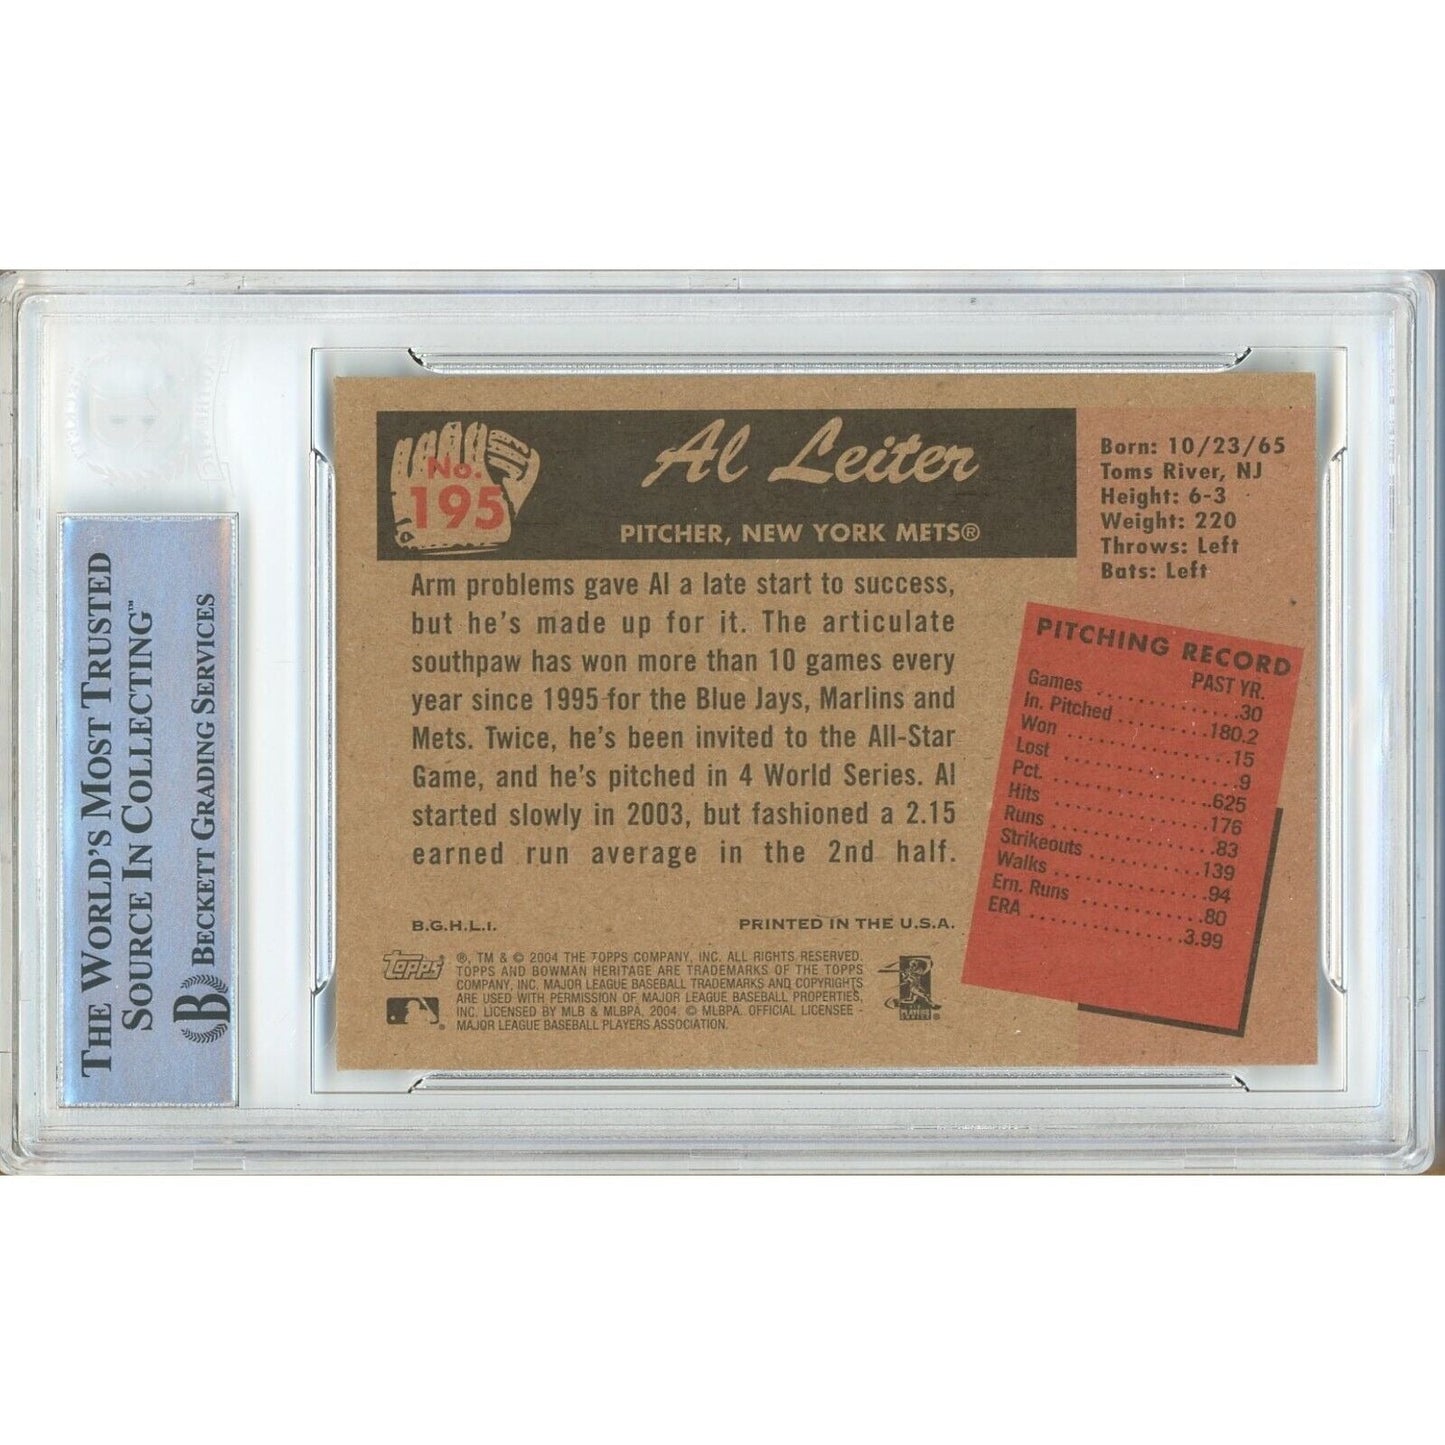 THE WORLD'S MOST TRUSTED
SOURCE IN COLLECTING™
BECKETT GRADING SERVICES
B
No.
195
Al Leiter
PITCHER, NEW YORK METS®
Born: 10/23/65
Toms River, NJ
Height: 6-3
Weight: 220
Throws: Left
Bats: Left
Arm problems gave Al a late start to success,
but he's made up for it. The articulate
southpaw has won more than 10 games every
year since 1995 for the Blue Jays, Marlins and
Mets. Twice, he's been invited to the All-Star
Game, and he's pitched in 4 World Series. Al
started slowly in 2003, but fashioned a 2.15
earned run average in the 2nd half.
PITCHING RECORD
PAST YR.
Games ..........30
In. Pitched ........180.2
Won ..............15
Lost ...............9
Pct. .............625
Hits .............176
Runs .............83
Strikeouts .........139
Walks ............94
Ern. Runs ..........80
ERA .............3.99
B.G.H.L.I.
PRINTED IN THE U.S.A.
topps
®, TM & © 2004 THE TOPPS COMPANY, INC. ALL RIGHTS RESERVED.
TOPPS AND BOWMAN HERITAGE ARE TRADEMARKS OF THE TOPPS
COMPANY, INC. MAJOR LEAGUE BASEBALL TRADEMARKS AND COPYRIGHTS
ARE USED WITH PERMISSION OF MAJOR LEAGUE BASEBALL PROPERTIES,
INC. LICENSED BY MLB & MLBPA, 2004. © MLBPA. OFFICIAL LICENSEE -
MAJOR LEAGUE BASEBALL PLAYERS ASSOCIATION.
PLAYERS
CHOICE